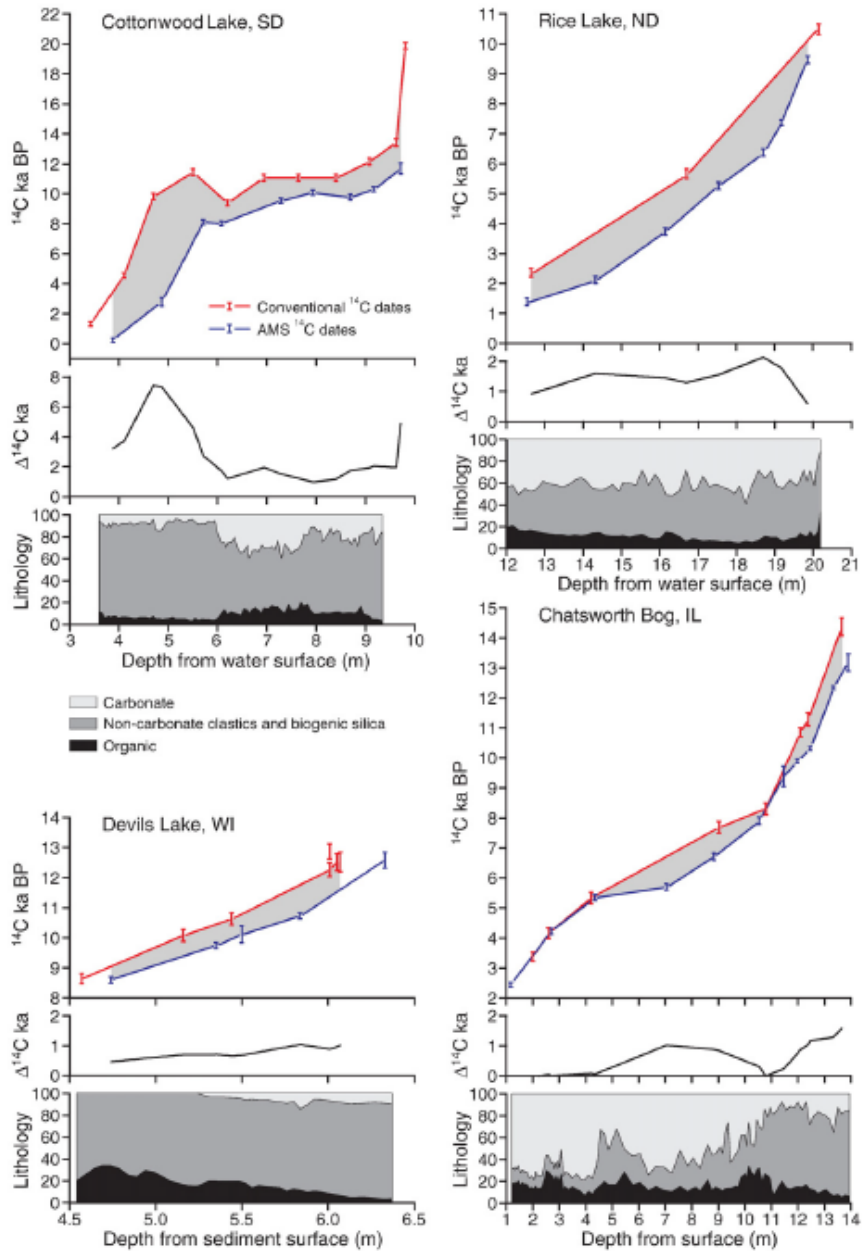 Cottonwood Lake, SD
22
20
18
16
14
12
10
8
6
4
2
0
¹⁴C ka BP
Conventional ¹⁴C dates
AMS ¹⁴C dates
8
6
4
2
0
Δ¹⁴C ka
100
80
60
40
20
0
Lithology
3 4 5 6 7 8 9 10
Depth from water surface (m)
Rice Lake, ND
11
10
9
8
7
6
5
4
3
2
1
0
¹⁴C ka BP
2
1
0
Δ¹⁴C ka
100
80
60
40
20
0
Lithology
12 13 14 15 16 17 18 19 20 21
Depth from water surface (m)
Carbonate
Non-carbonate clastics and biogenic silica
Organic
Devils Lake, WI
14
13
12
11
10
9
8
¹⁴C ka BP
2
1
0
Δ¹⁴C ka
100
80
60
40
20
0
Lithology
4.5 5.0 5.5 6.0 6.5
Depth from sediment surface (m)
Chatsworth Bog, IL
15
14
13
12
11
10
9
8
7
6
5
4
3
2
¹⁴C ka BP
2
1
0
Δ¹⁴C ka
100
80
60
40
20
0
Lithology
1 2 3 4 5 6 7 8 9 10 11 12 13 14
Depth from surface (m)